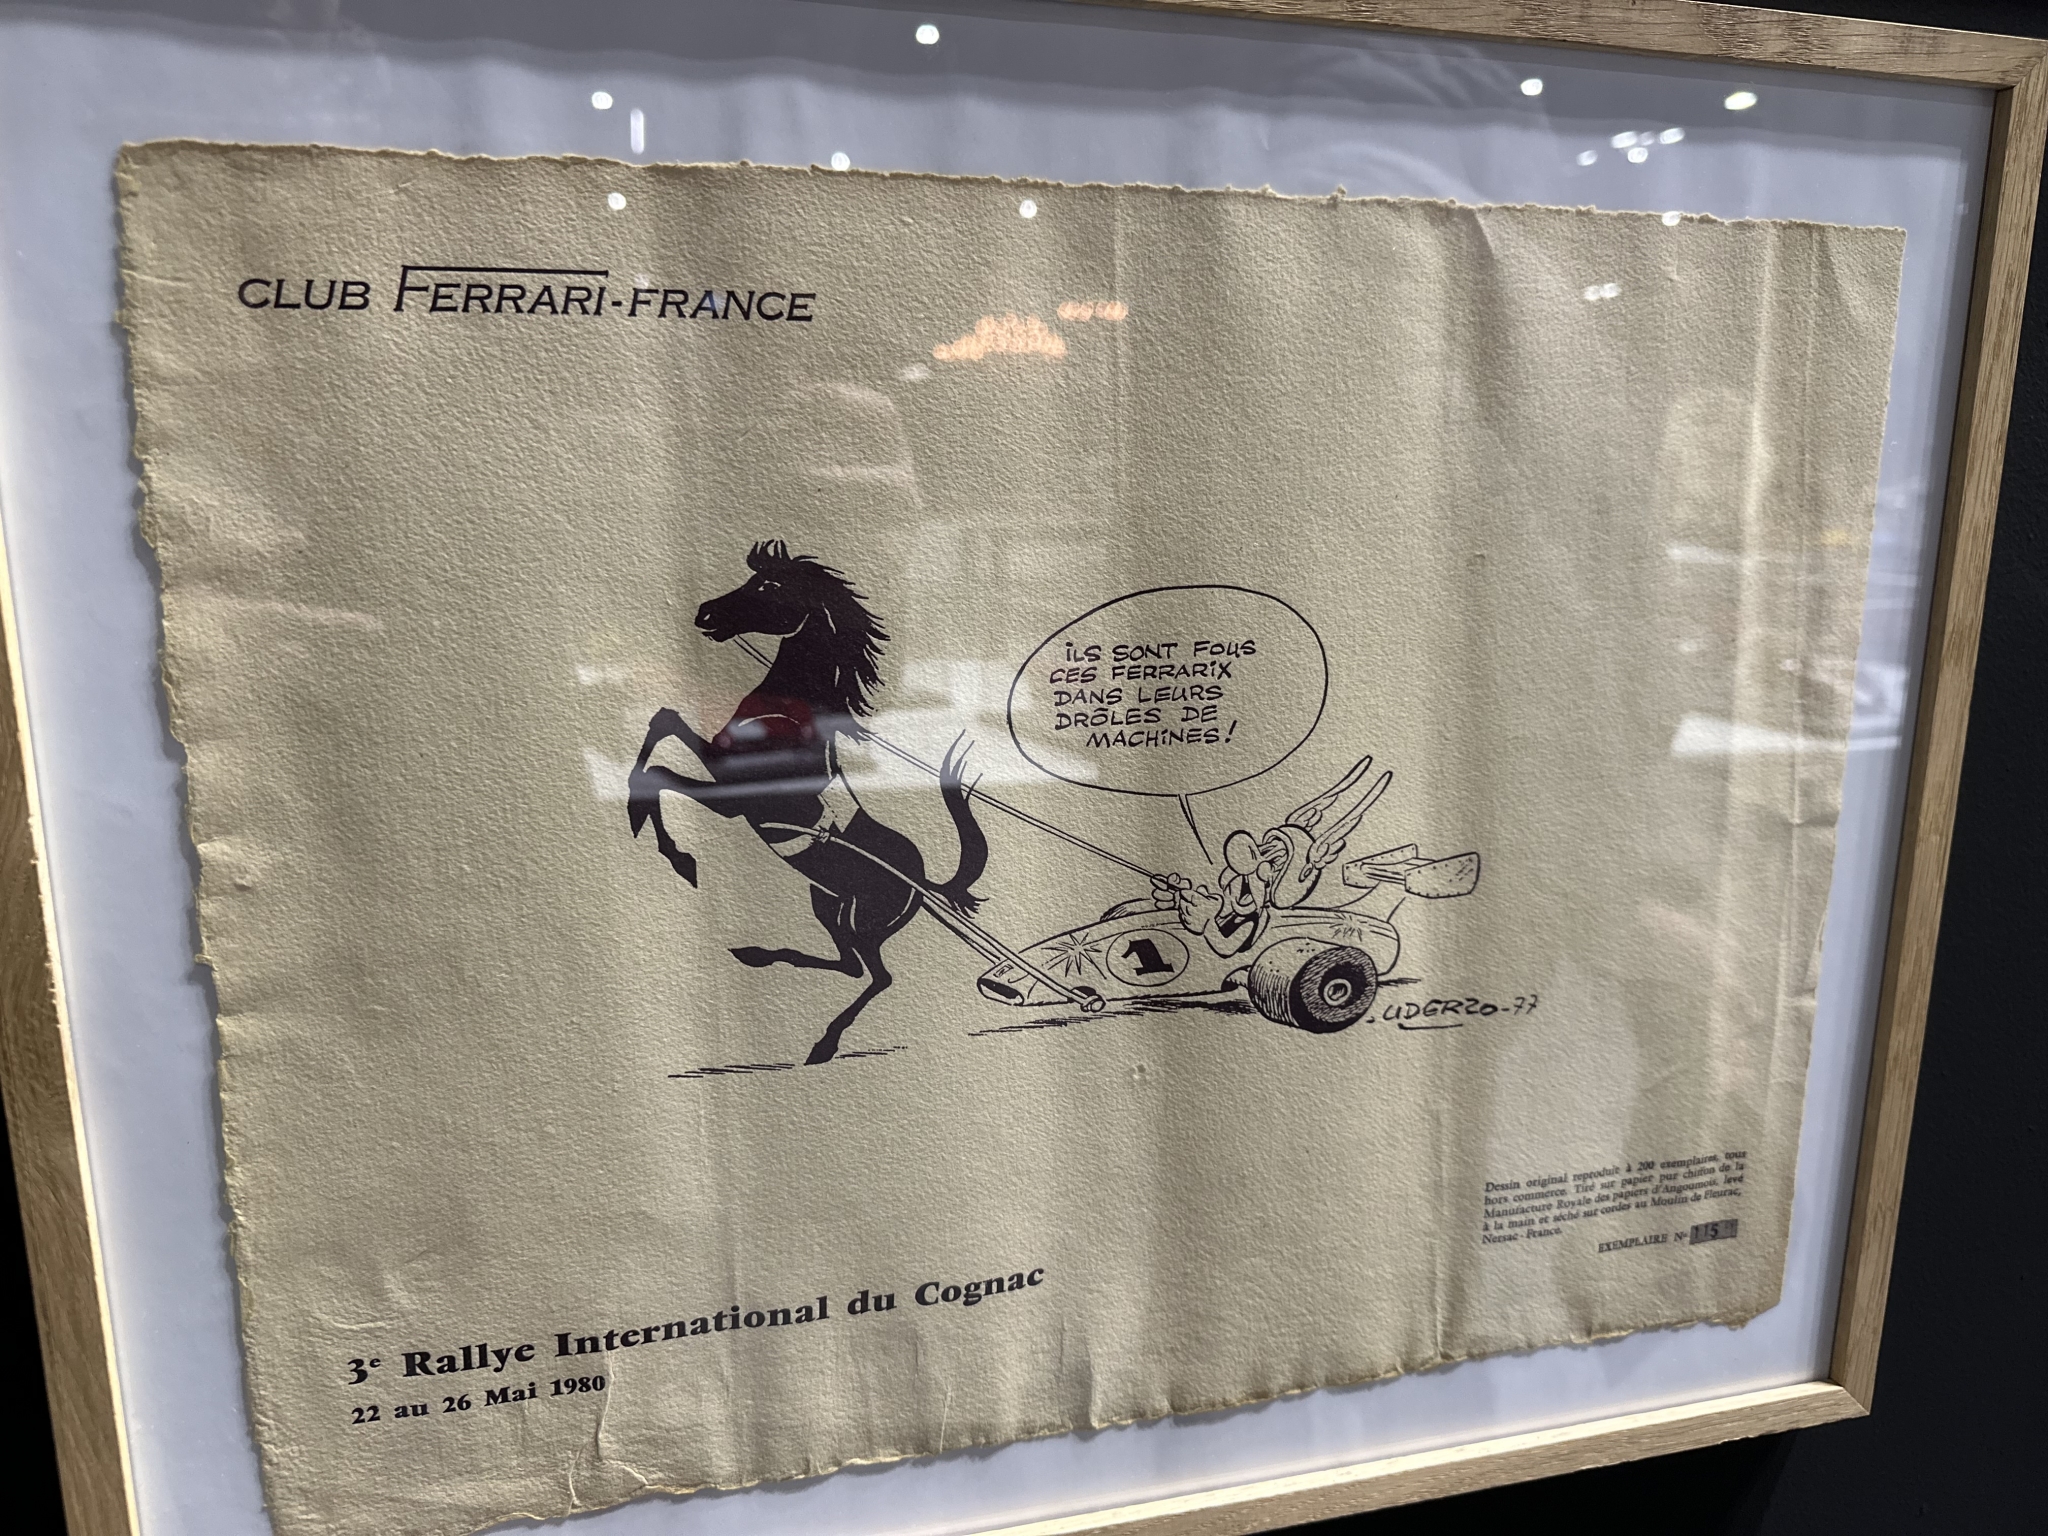 CLUB FERRARI-FRANCE
iLS SONT FOUS
CES FERRARiX
DANS LEURS
DRÔLES DE
MACHiNES!
1
UDERZO-77
Dessin original reproduit à 200 exemplaires, tous
hors commerce. Tiré sur papier pur chiffon de la
Manufacture Royale des papiers d'Angoumois, levé
à la main et séché sur cordes au Moulin de Fleurac,
Nersac - France.
EXEMPLAIRE Nº 115
3e Rallye International du Cognac
22 au 26 Mai 1980